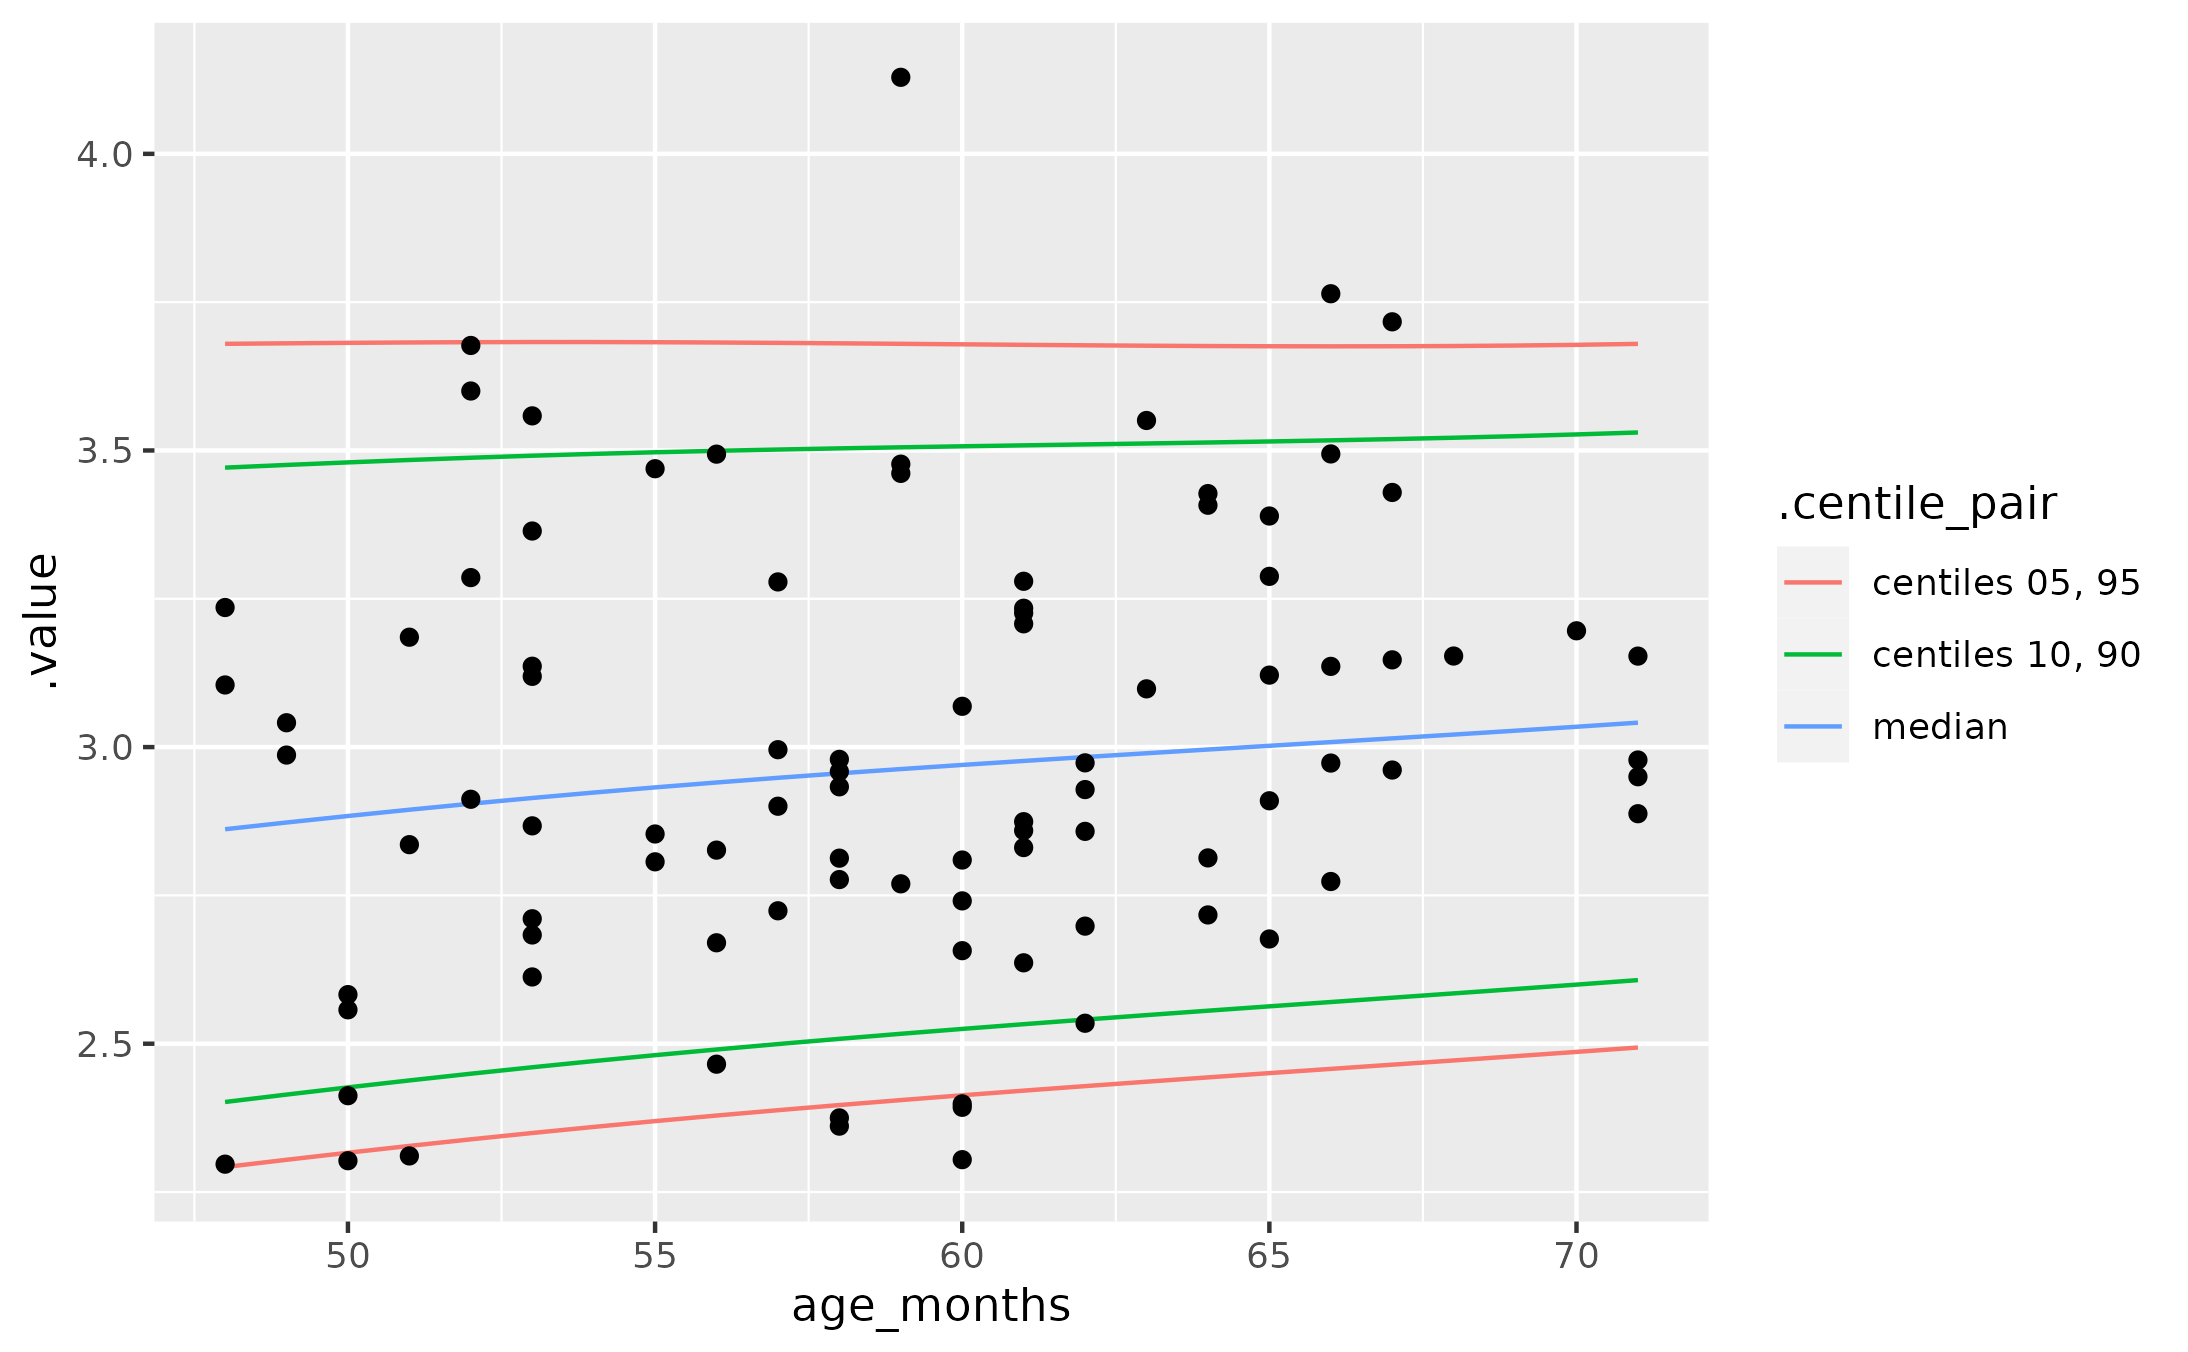 4.0
3.5
3.0
2.5
.value
50 55 60 65 70
age_months
.centile_pair
centiles 05, 95
centiles 10, 90
median